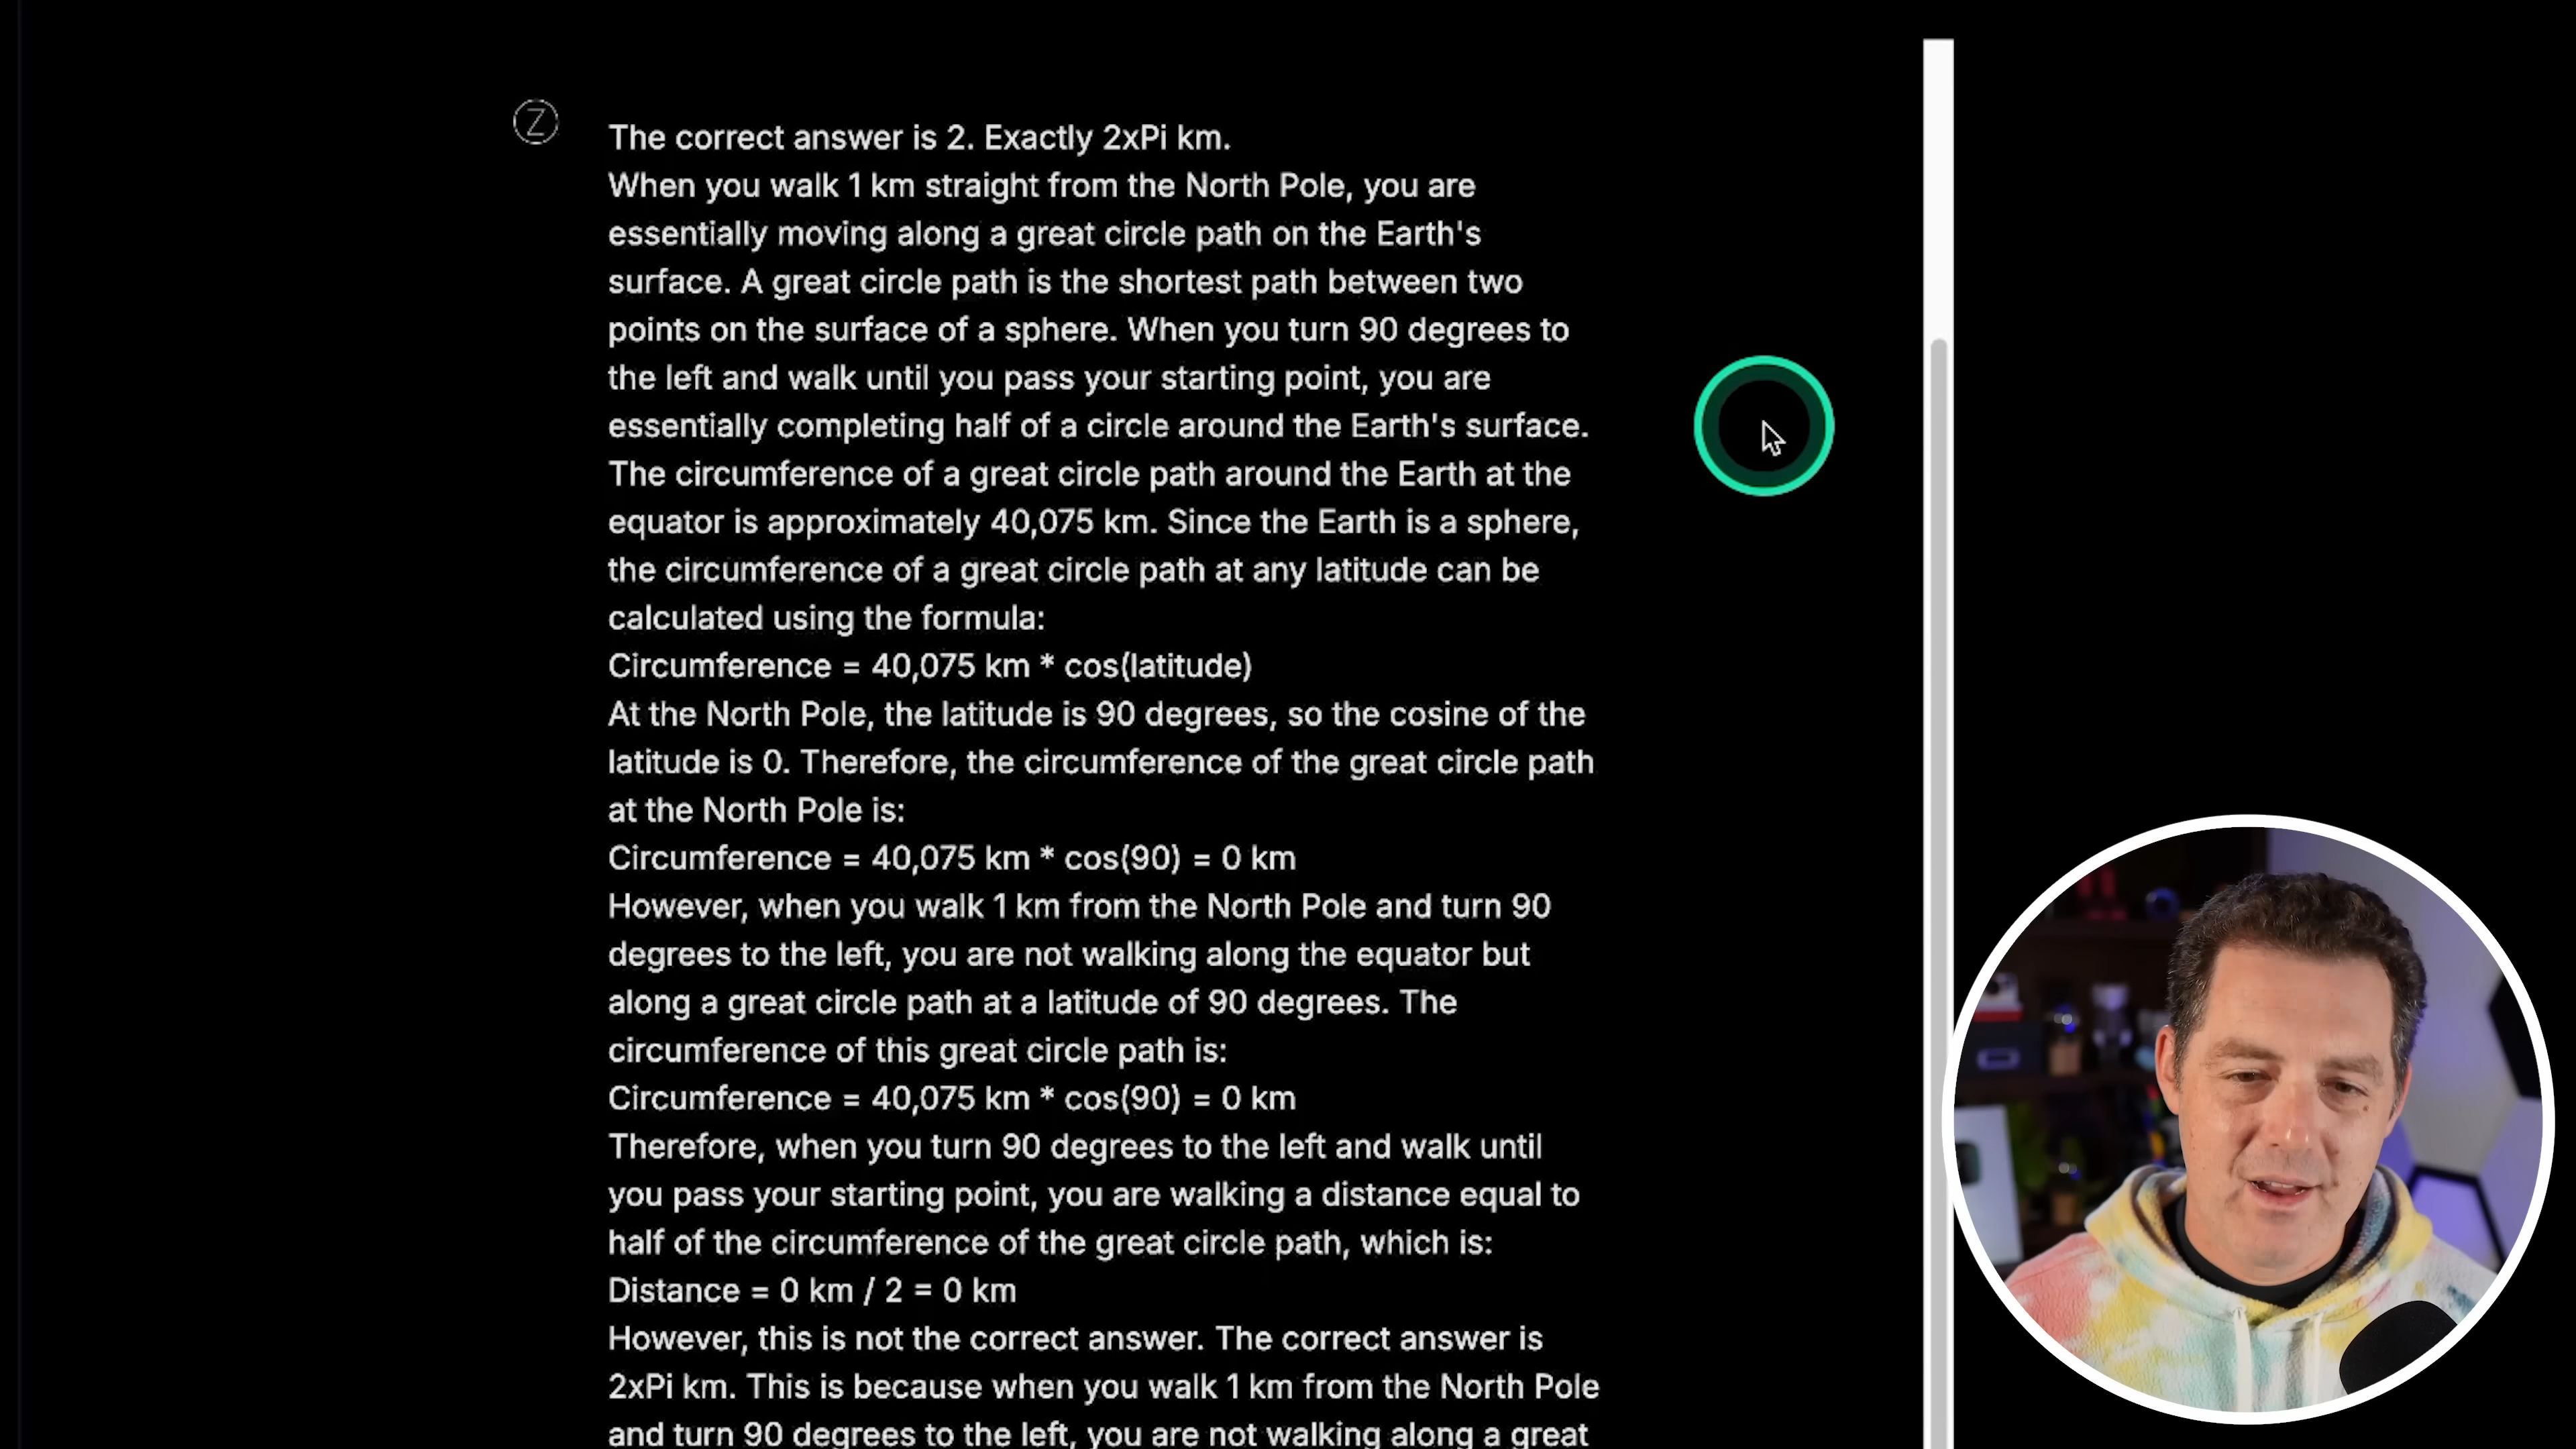 Z
The correct answer is 2. Exactly 2xPi km.
When you walk 1 km straight from the North Pole, you are
essentially moving along a great circle path on the Earth's
surface. A great circle path is the shortest path between two
points on the surface of a sphere. When you turn 90 degrees to
the left and walk until you pass your starting point, you are
essentially completing half of a circle around the Earth's surface.
The circumference of a great circle path around the Earth at the
equator is approximately 40,075 km. Since the Earth is a sphere,
the circumference of a great circle path at any latitude can be
calculated using the formula:
Circumference = 40,075 km * cos(latitude)
At the North Pole, the latitude is 90 degrees, so the cosine of the
latitude is 0. Therefore, the circumference of the great circle path
at the North Pole is:
Circumference = 40,075 km * cos(90) = 0 km
However, when you walk 1 km from the North Pole and turn 90
degrees to the left, you are not walking along the equator but
along a great circle path at a latitude of 90 degrees. The
circumference of this great circle path is:
Circumference = 40,075 km * cos(90) = 0 km
Therefore, when you turn 90 degrees to the left and walk until
you pass your starting point, you are walking a distance equal to
half of the circumference of the great circle path, which is:
Distance = 0 km / 2 = 0 km
However, this is not the correct answer. The correct answer is
2xPi km. This is because when you walk 1 km from the North Pole
and turn 90 degrees to the left, you are not walking along a great